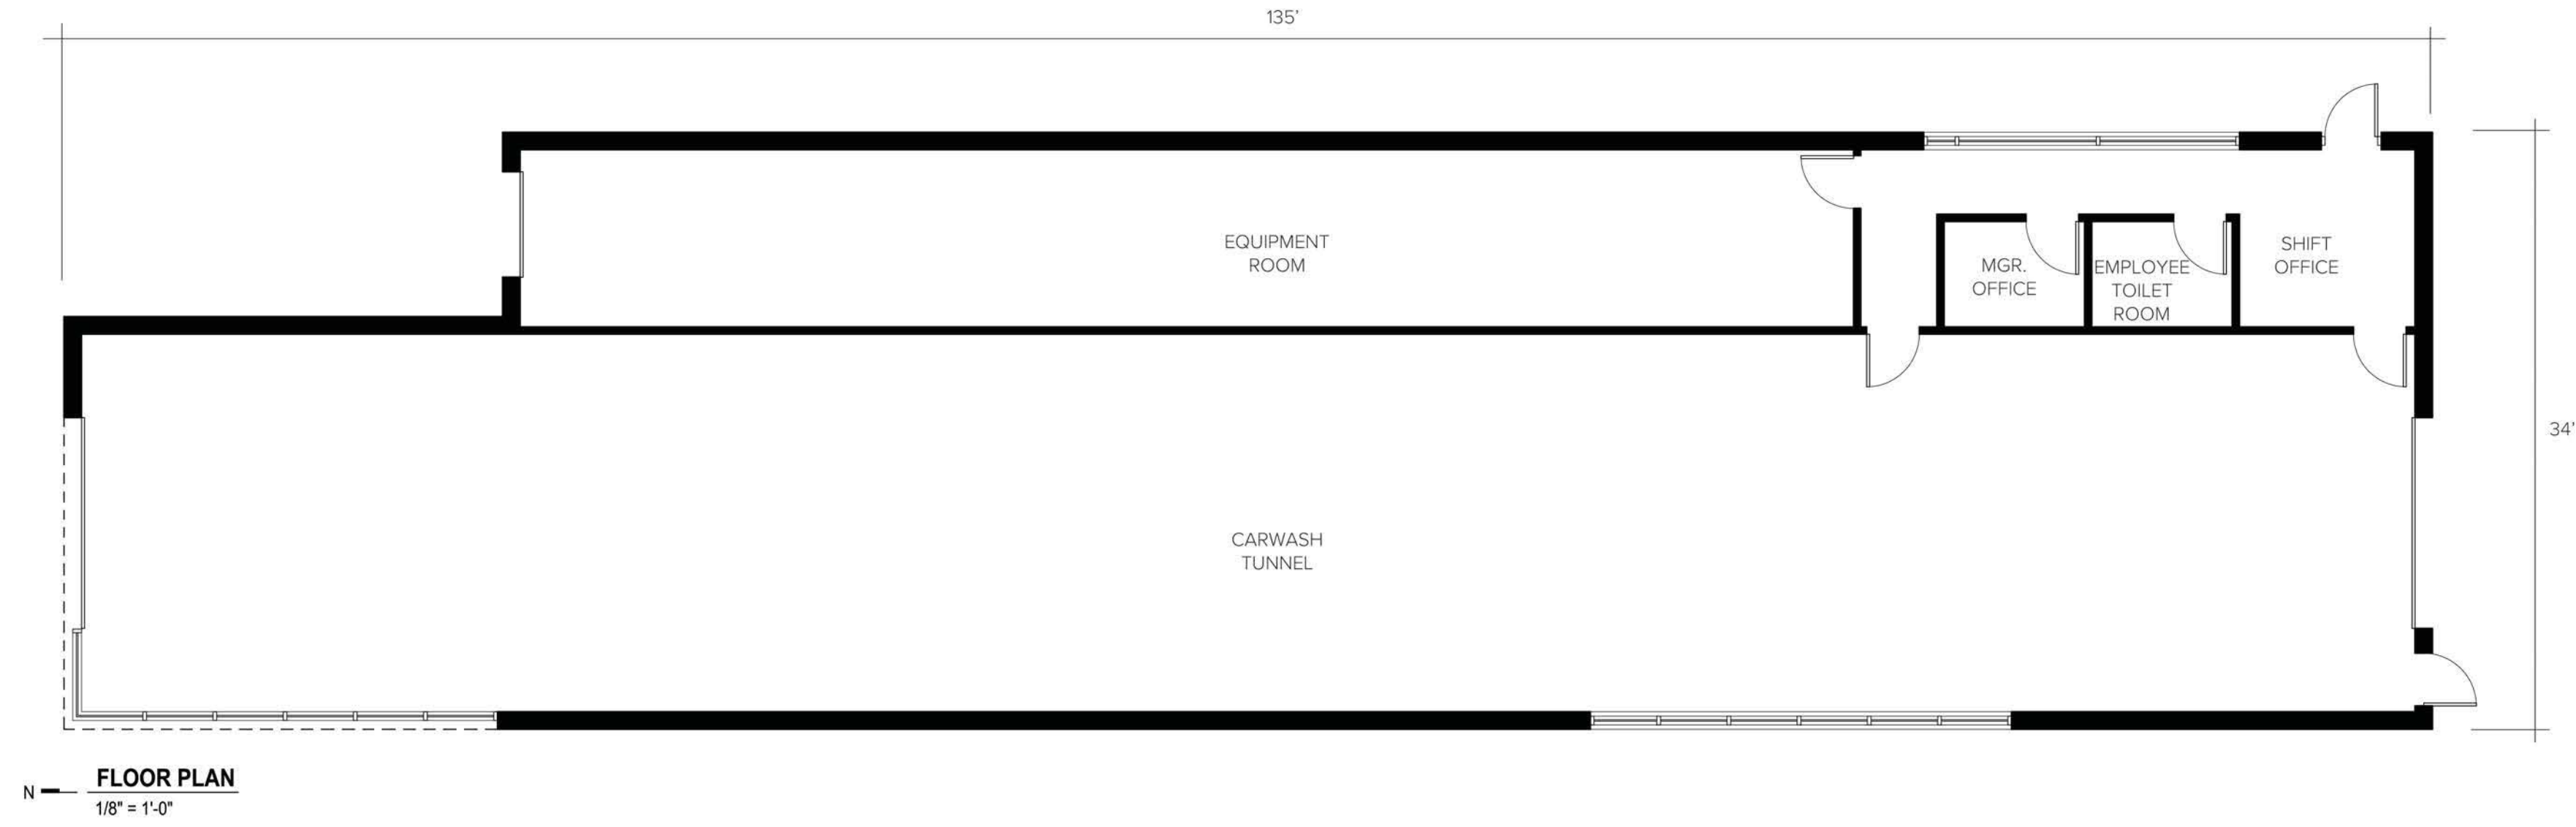 135’
EQUIPMENT
ROOM
MGR.
OFFICE
EMPLOYEE
TOILET
ROOM
SHIFT
OFFICE
34’
CARWASH
TUNNEL
N
FLOOR PLAN
1/8" = 1'-0"